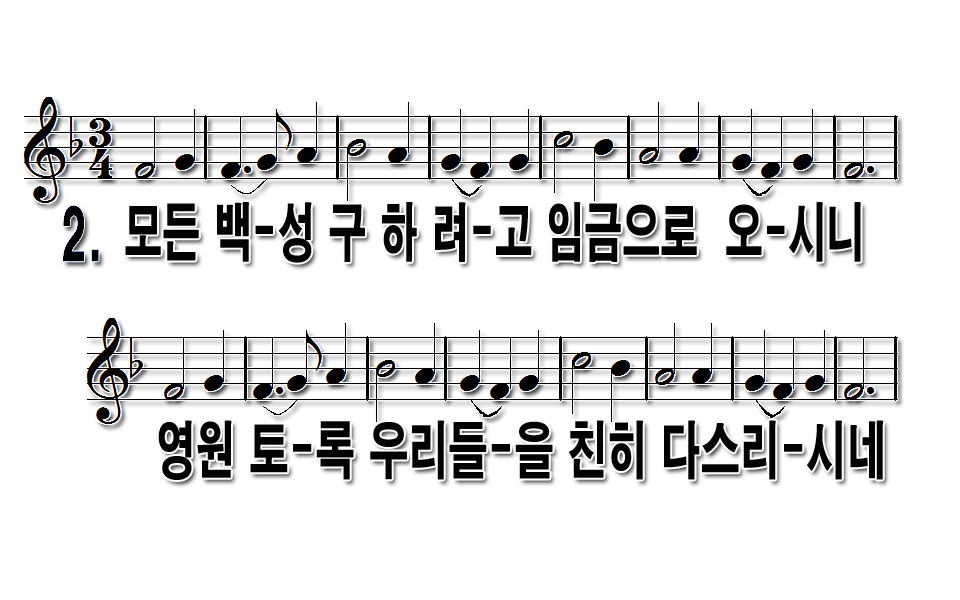 2. 모든 백-성 구 하 려-고 임금으로 오-시니
영원 토-록 우리들-을 친히 다스리-시네